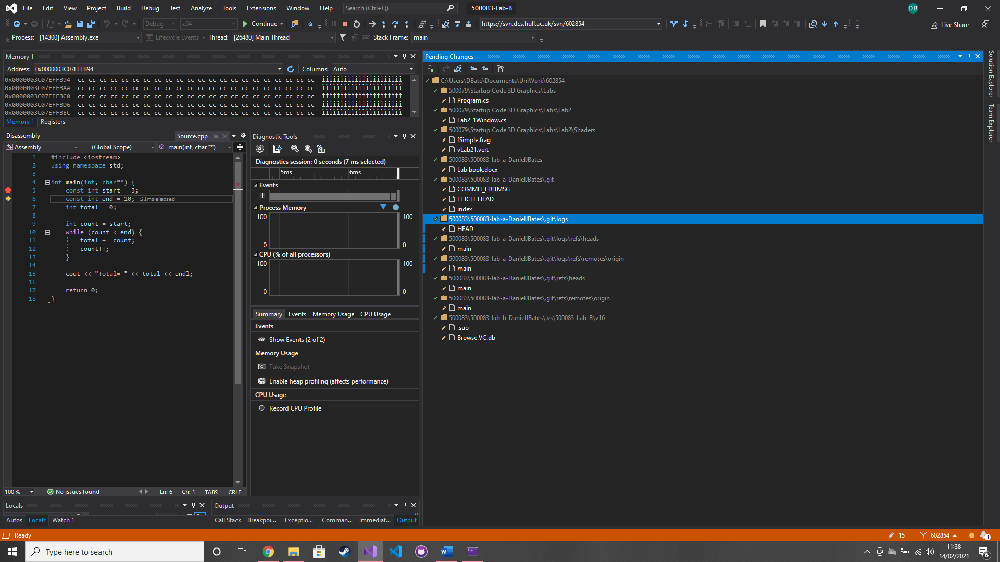 File Edit View Project Build Debug Test Analyze Tools Extensions Window Help Search (Ctrl+Q) 500083-Lab-B DB
Debug x64 Continue https://svn.dcs.hull.ac.uk/svn/602854 Live Share
Process: [14300] Assembly.exe Lifecycle Events Thread: [26480] Main Thread Stack Frame: main
Memory 1
Address: 0x0000003C07EFFB94 Columns: Auto
0x0000003C07EFFB94 cc cc cc cc cc cc cc cc cc cc cc cc cc cc cc cc cc cc cc cc cc cc ÌÌÌÌÌÌÌÌÌÌÌÌÌÌÌÌÌÌÌÌÌÌ
0x0000003C07EFFBAA cc cc cc cc cc cc cc cc cc cc cc cc cc cc cc cc cc cc cc cc cc cc ÌÌÌÌÌÌÌÌÌÌÌÌÌÌÌÌÌÌÌÌÌÌ
0x0000003C07EFFBC0 cc cc cc cc cc cc cc cc cc cc cc cc cc cc cc cc cc cc cc cc cc cc ÌÌÌÌÌÌÌÌÌÌÌÌÌÌÌÌÌÌÌÌÌÌ
0x0000003C07EFFBD6 cc cc cc cc cc cc cc cc cc cc cc cc cc cc cc cc cc cc cc cc cc cc ÌÌÌÌÌÌÌÌÌÌÌÌÌÌÌÌÌÌÌÌÌÌ
0x0000003C07EFFBEC cc cc cc cc cc cc cc cc cc cc cc cc cc cc cc cc cc cc cc cc cc cc ÌÌÌÌÌÌÌÌÌÌÌÌÌÌÌÌÌÌÌÌÌÌ
Memory 1 Registers
Disassembly Source.cpp
Assembly (Global Scope) main(int, char **)
1 #include <iostream>
2 using namespace std;
3
4 int main(int, char**) {
5 const int start = 3;
6 const int end = 10; ≤1ms elapsed
7 int total = 0;
8
9 int count = start;
10 while (count < end) {
11 total += count;
12 count++;
13 }
14
15 cout << "Total= " << total << endl;
16
17 return 0;
18 }
100 % No issues found Ln: 6 Ch: 1 TABS CRLF
Diagnostic Tools
Diagnostics session: 0 seconds (7 ms selected)
5ms 6ms
Events
Process Memory
100 100
0 0
CPU (% of all processors)
100 100
0 0
Summary Events Memory Usage CPU Usage
Events
Show Events (2 of 2)
Memory Usage
Take Snapshot
Enable heap profiling (affects performance)
CPU Usage
Record CPU Profile
Locals
Autos Locals Watch 1
Output
Call Stack Breakpoi... Exceptio... Comman... Immediat... Output
Pending Changes
C:\Users\DBate\Documents\UniWork\602854
500079\Startup Code 3D Graphics\Labs
Program.cs
500079\Startup Code 3D Graphics\Labs\Lab2
Lab2_1Window.cs
500079\Startup Code 3D Graphics\Labs\Lab2\Shaders
fSimple.frag
vLab21.vert
500083\500083-lab-a-DanielJBates
Lab book.docx
500083\500083-lab-a-DanielJBates\.git
COMMIT_EDITMSG
FETCH_HEAD
index
500083\500083-lab-a-DanielJBates\.git\logs
HEAD
500083\500083-lab-a-DanielJBates\.git\logs\refs\heads
main
500083\500083-lab-a-DanielJBates\.git\logs\refs\remotes\origin
main
500083\500083-lab-a-DanielJBates\.git\refs\heads
main
500083\500083-lab-a-DanielJBates\.git\refs\remotes\origin
main
500083\500083-lab-b-DanielJBates\.vs\500083-Lab-B\v16
.suo
Browse.VC.db
Solution Explorer
Team Explorer
Ready 15 602854 3
Type here to search
11:38
14/02/2021
6